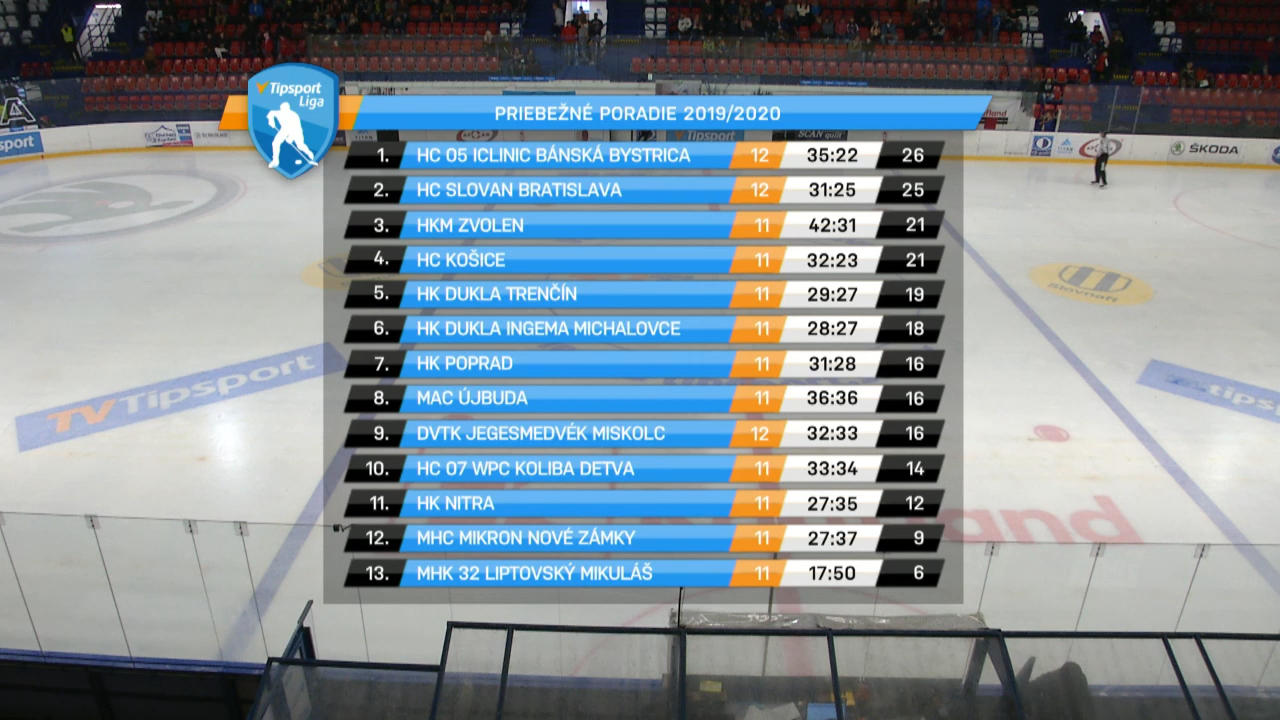 Tipsport
Liga
PRIEBEŽNÉ PORADIE 2019/2020
1. HC 05 ICLINIC BÁNSKÁ BYSTRICA 12 35:22 26
2. HC SLOVAN BRATISLAVA 12 31:25 25
3. HKM ZVOLEN 11 42:31 21
4. HC KOŠICE 11 32:23 21
5. HK DUKLA TRENČÍN 11 29:27 19
6. HK DUKLA INGEMA MICHALOVCE 11 28:27 18
7. HK POPRAD 11 31:28 16
8. MAC ÚJBUDA 11 36:36 16
9. DVTK JEGESMEDVÉK MISKOLC 12 32:33 16
10. HC 07 WPC KOLIBA DETVA 11 33:34 14
11. HK NITRA 11 27:35 12
12. MHC MIKRON NOVÉ ZÁMKY 11 27:37 9
13. MHK 32 LIPTOVSKÝ MIKULÁŠ 11 17:50 6
ŠKODA
Slovnaft
TVTipsport